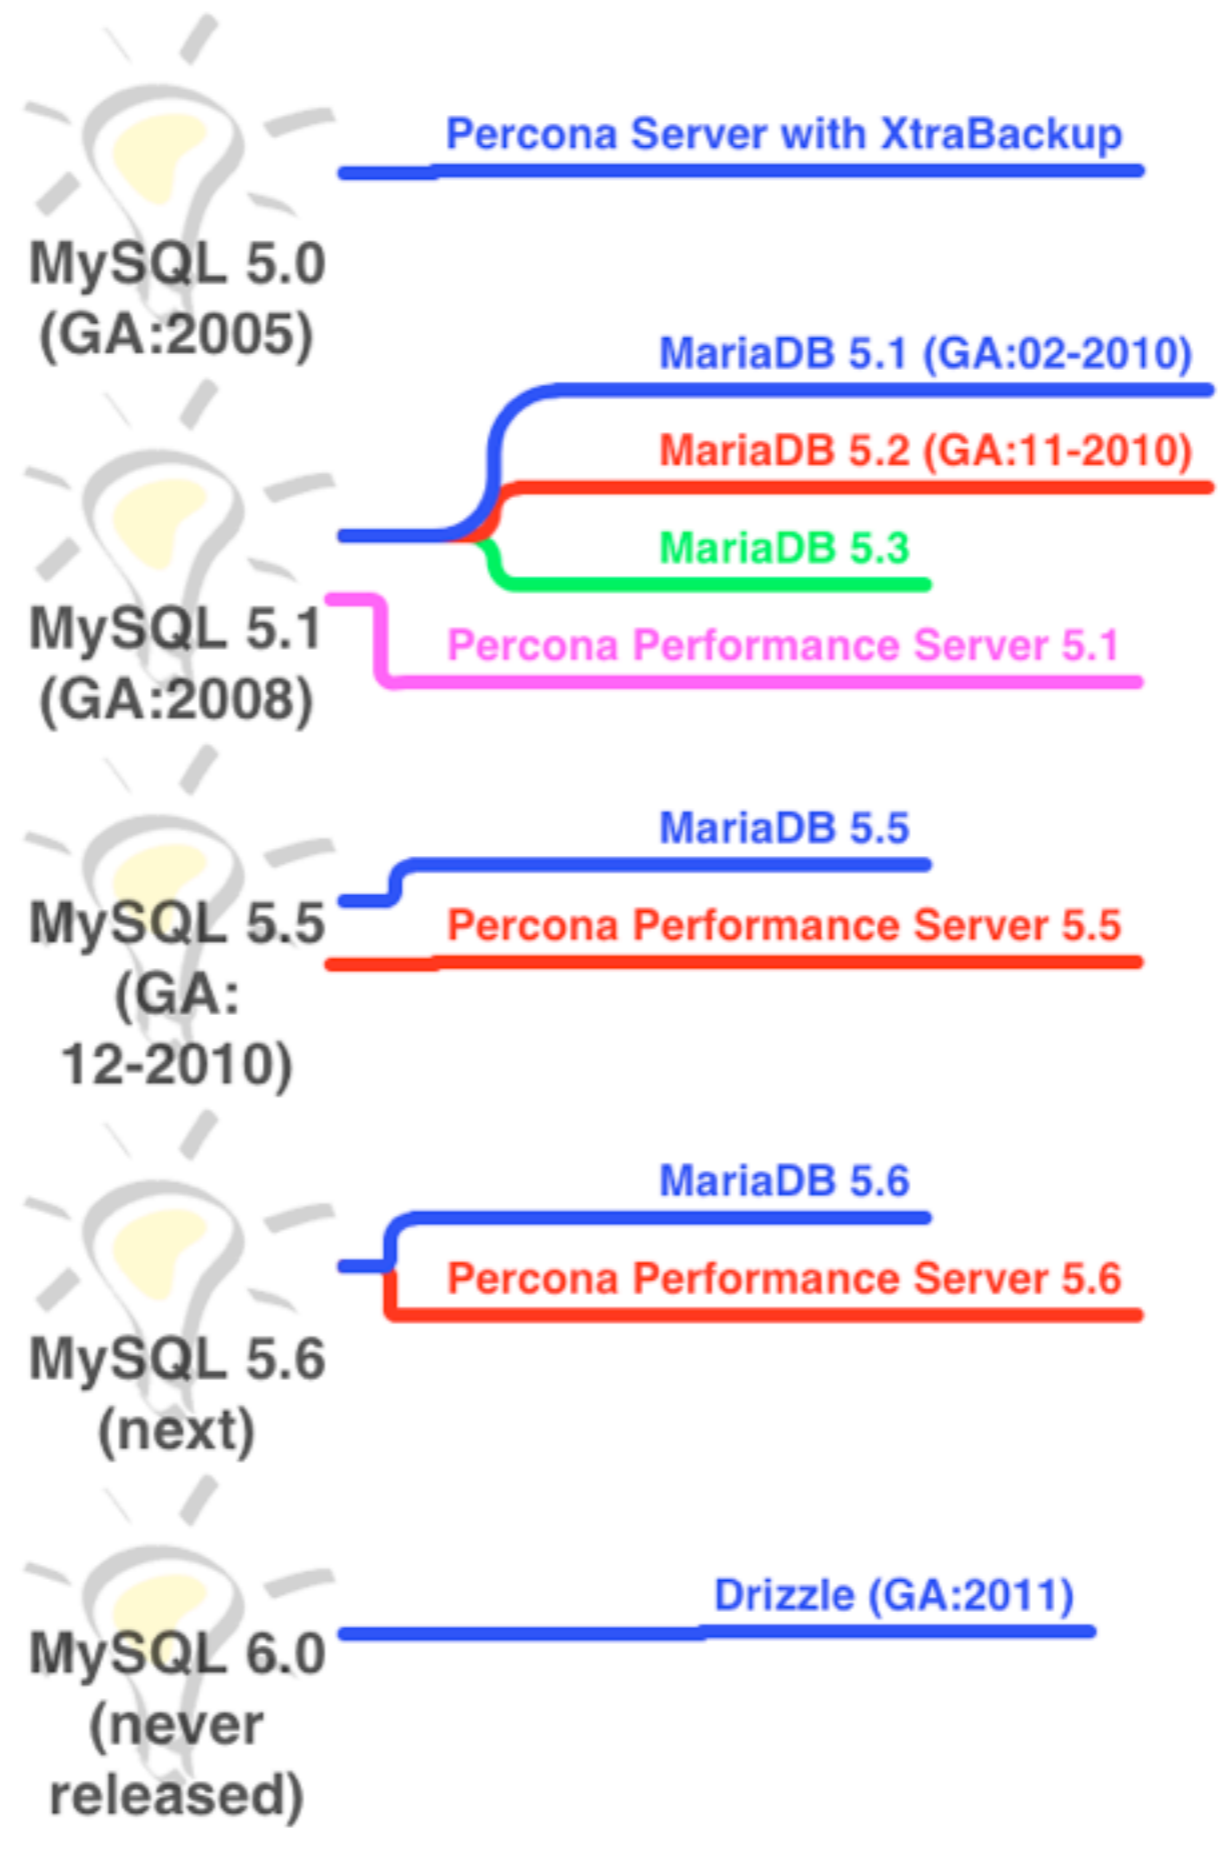 Percona Server with XtraBackup
MySQL 5.0
(GA:2005)
MariaDB 5.1 (GA:02-2010)
MariaDB 5.2 (GA:11-2010)
MariaDB 5.3
MySQL 5.1
(GA:2008)
Percona Performance Server 5.1
MariaDB 5.5
MySQL 5.5
(GA:
12-2010)
Percona Performance Server 5.5
MariaDB 5.6
Percona Performance Server 5.6
MySQL 5.6
(next)
Drizzle (GA:2011)
MySQL 6.0
(never
released)